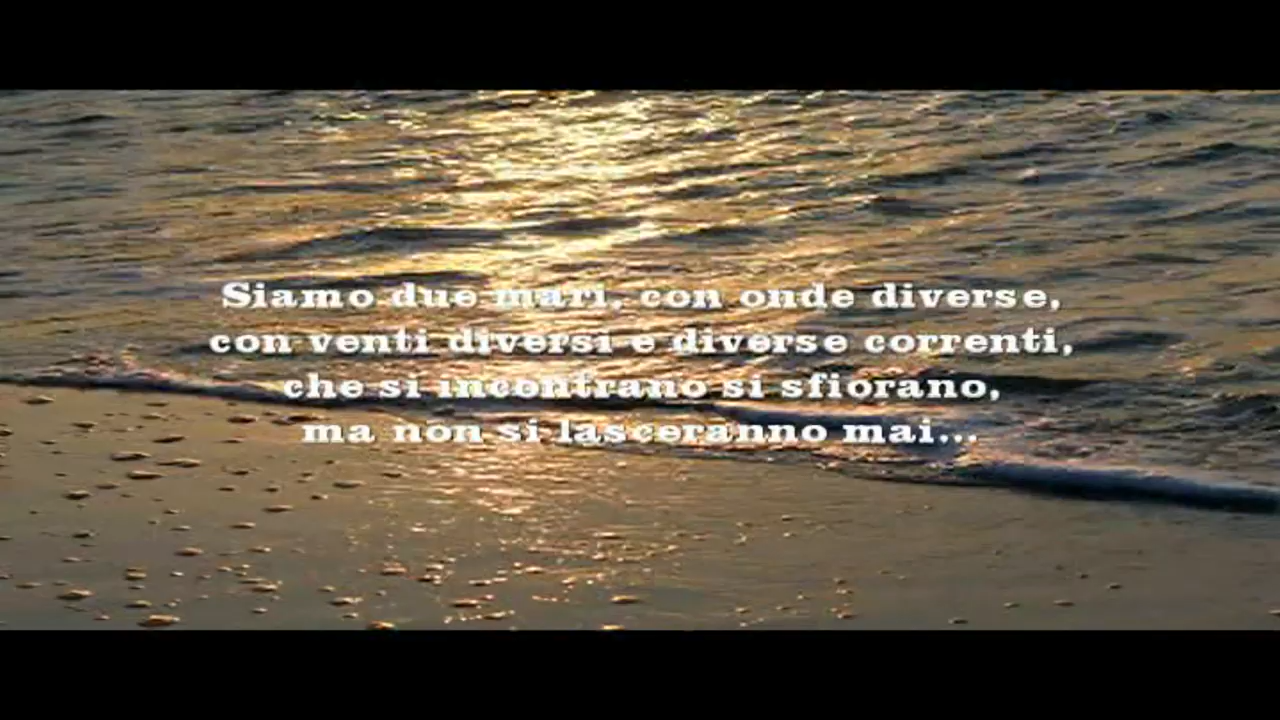 Siamo due mari, con onde diverse,
con venti diversi e diverse correnti,
che si incontrano si sfiorano,
ma non si lasceranno mai...